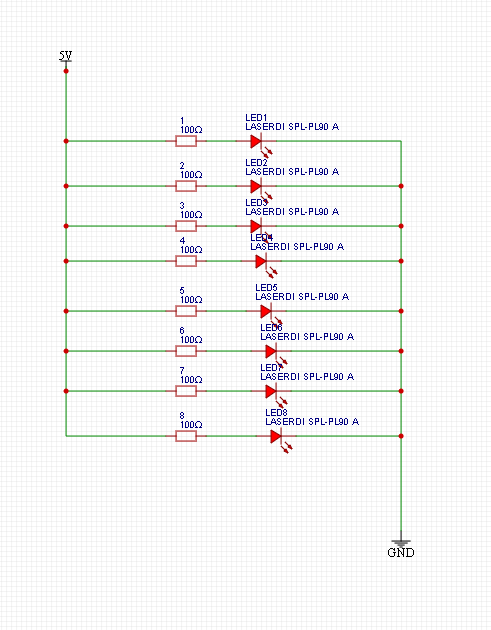 5V
1
100Ω
LED1
LASERDI SPL-PL90 A
2
100Ω
LED2
LASERDI SPL-PL90 A
3
100Ω
LED3
LASERDI SPL-PL90 A
4
100Ω
LED4
LASERDI SPL-PL90 A
5
100Ω
LED5
LASERDI SPL-PL90 A
6
100Ω
LED6
LASERDI SPL-PL90 A
7
100Ω
LED7
LASERDI SPL-PL90 A
8
100Ω
LED8
LASERDI SPL-PL90 A
GND